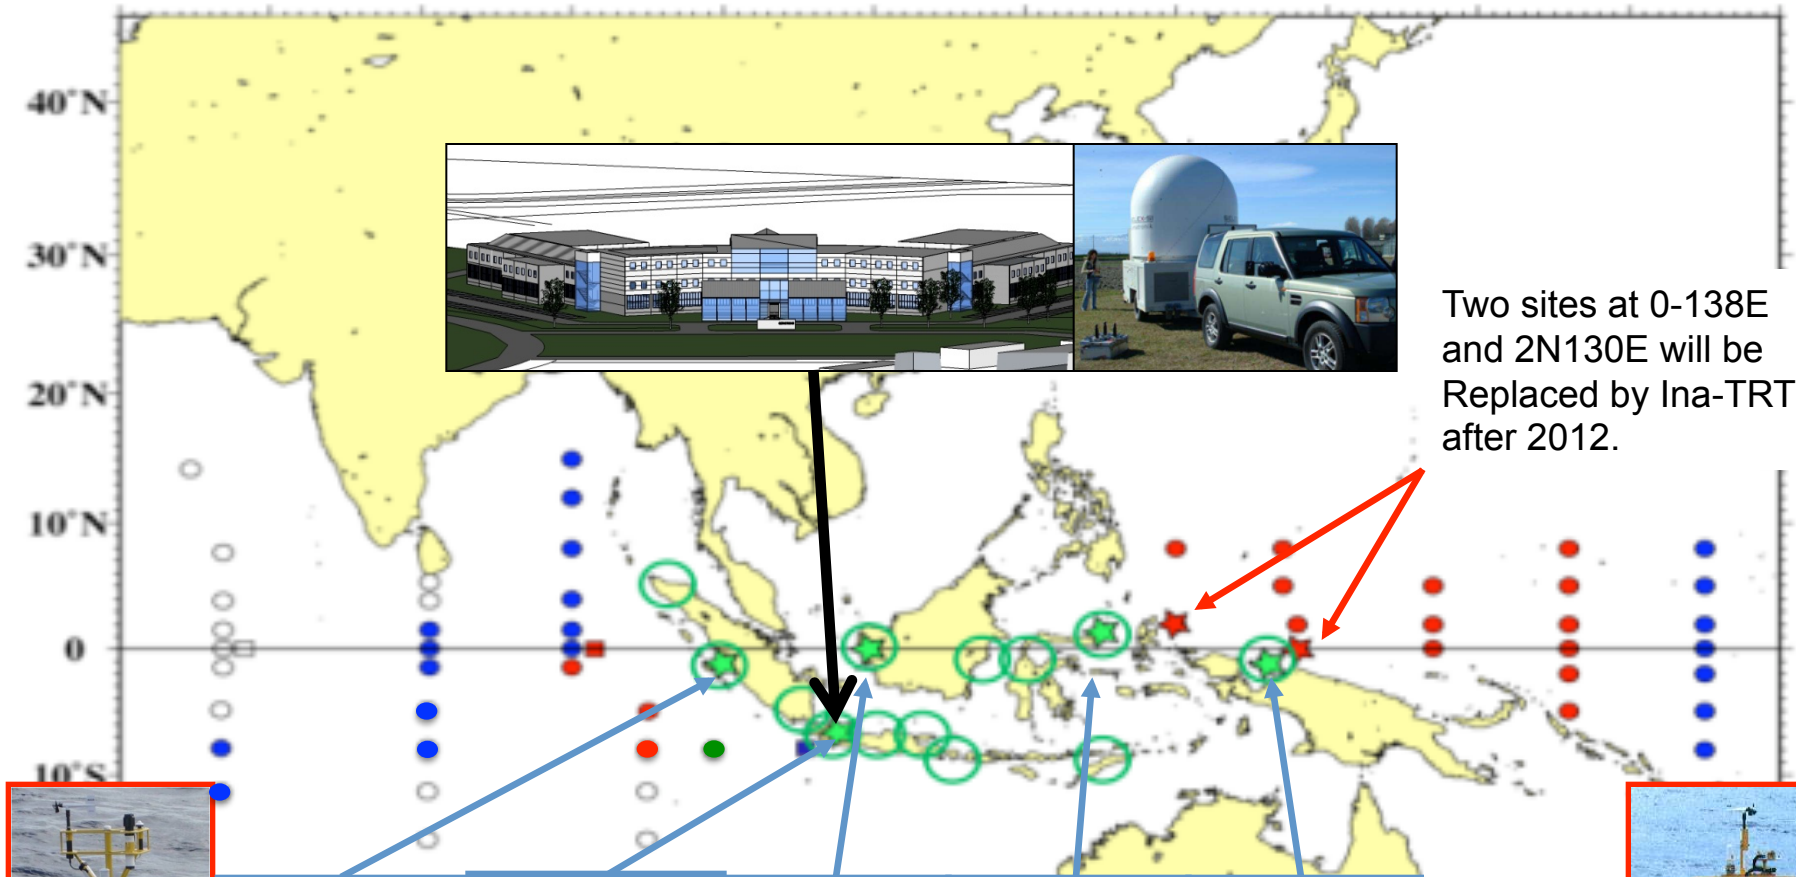 40°N
30°N
20°N
10°N
0
10°S
Two sites at 0-138E
and 2N130E will be
Replaced by Ina-TRT
after 2012.